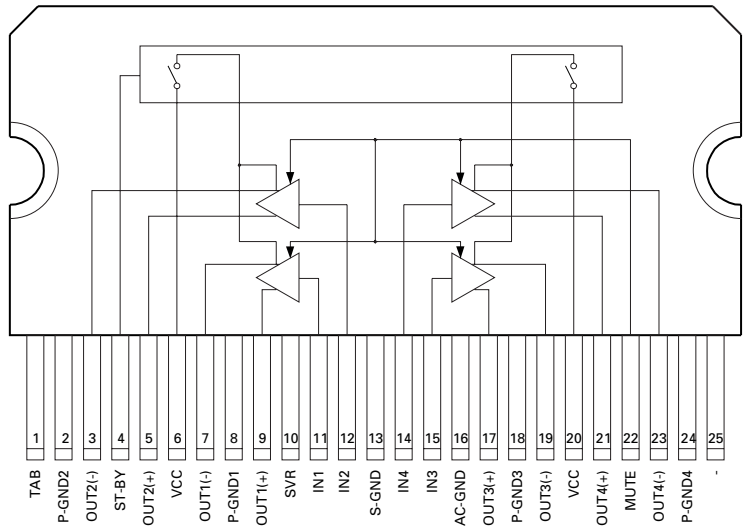 1 2 3 4 5 6 7 8 9 10 11 12 13 14 15 16 17 18 19 20 21 22 23 24 25
TAB
P-GND2
OUT2(-)
ST-BY
OUT2(+)
VCC
OUT1(-)
P-GND1
OUT1(+)
SVR
IN1
IN2
S-GND
IN4
IN3
AC-GND
OUT3(+)
P-GND3
OUT3(-)
VCC
OUT4(+)
MUTE
OUT4(-)
P-GND4
-